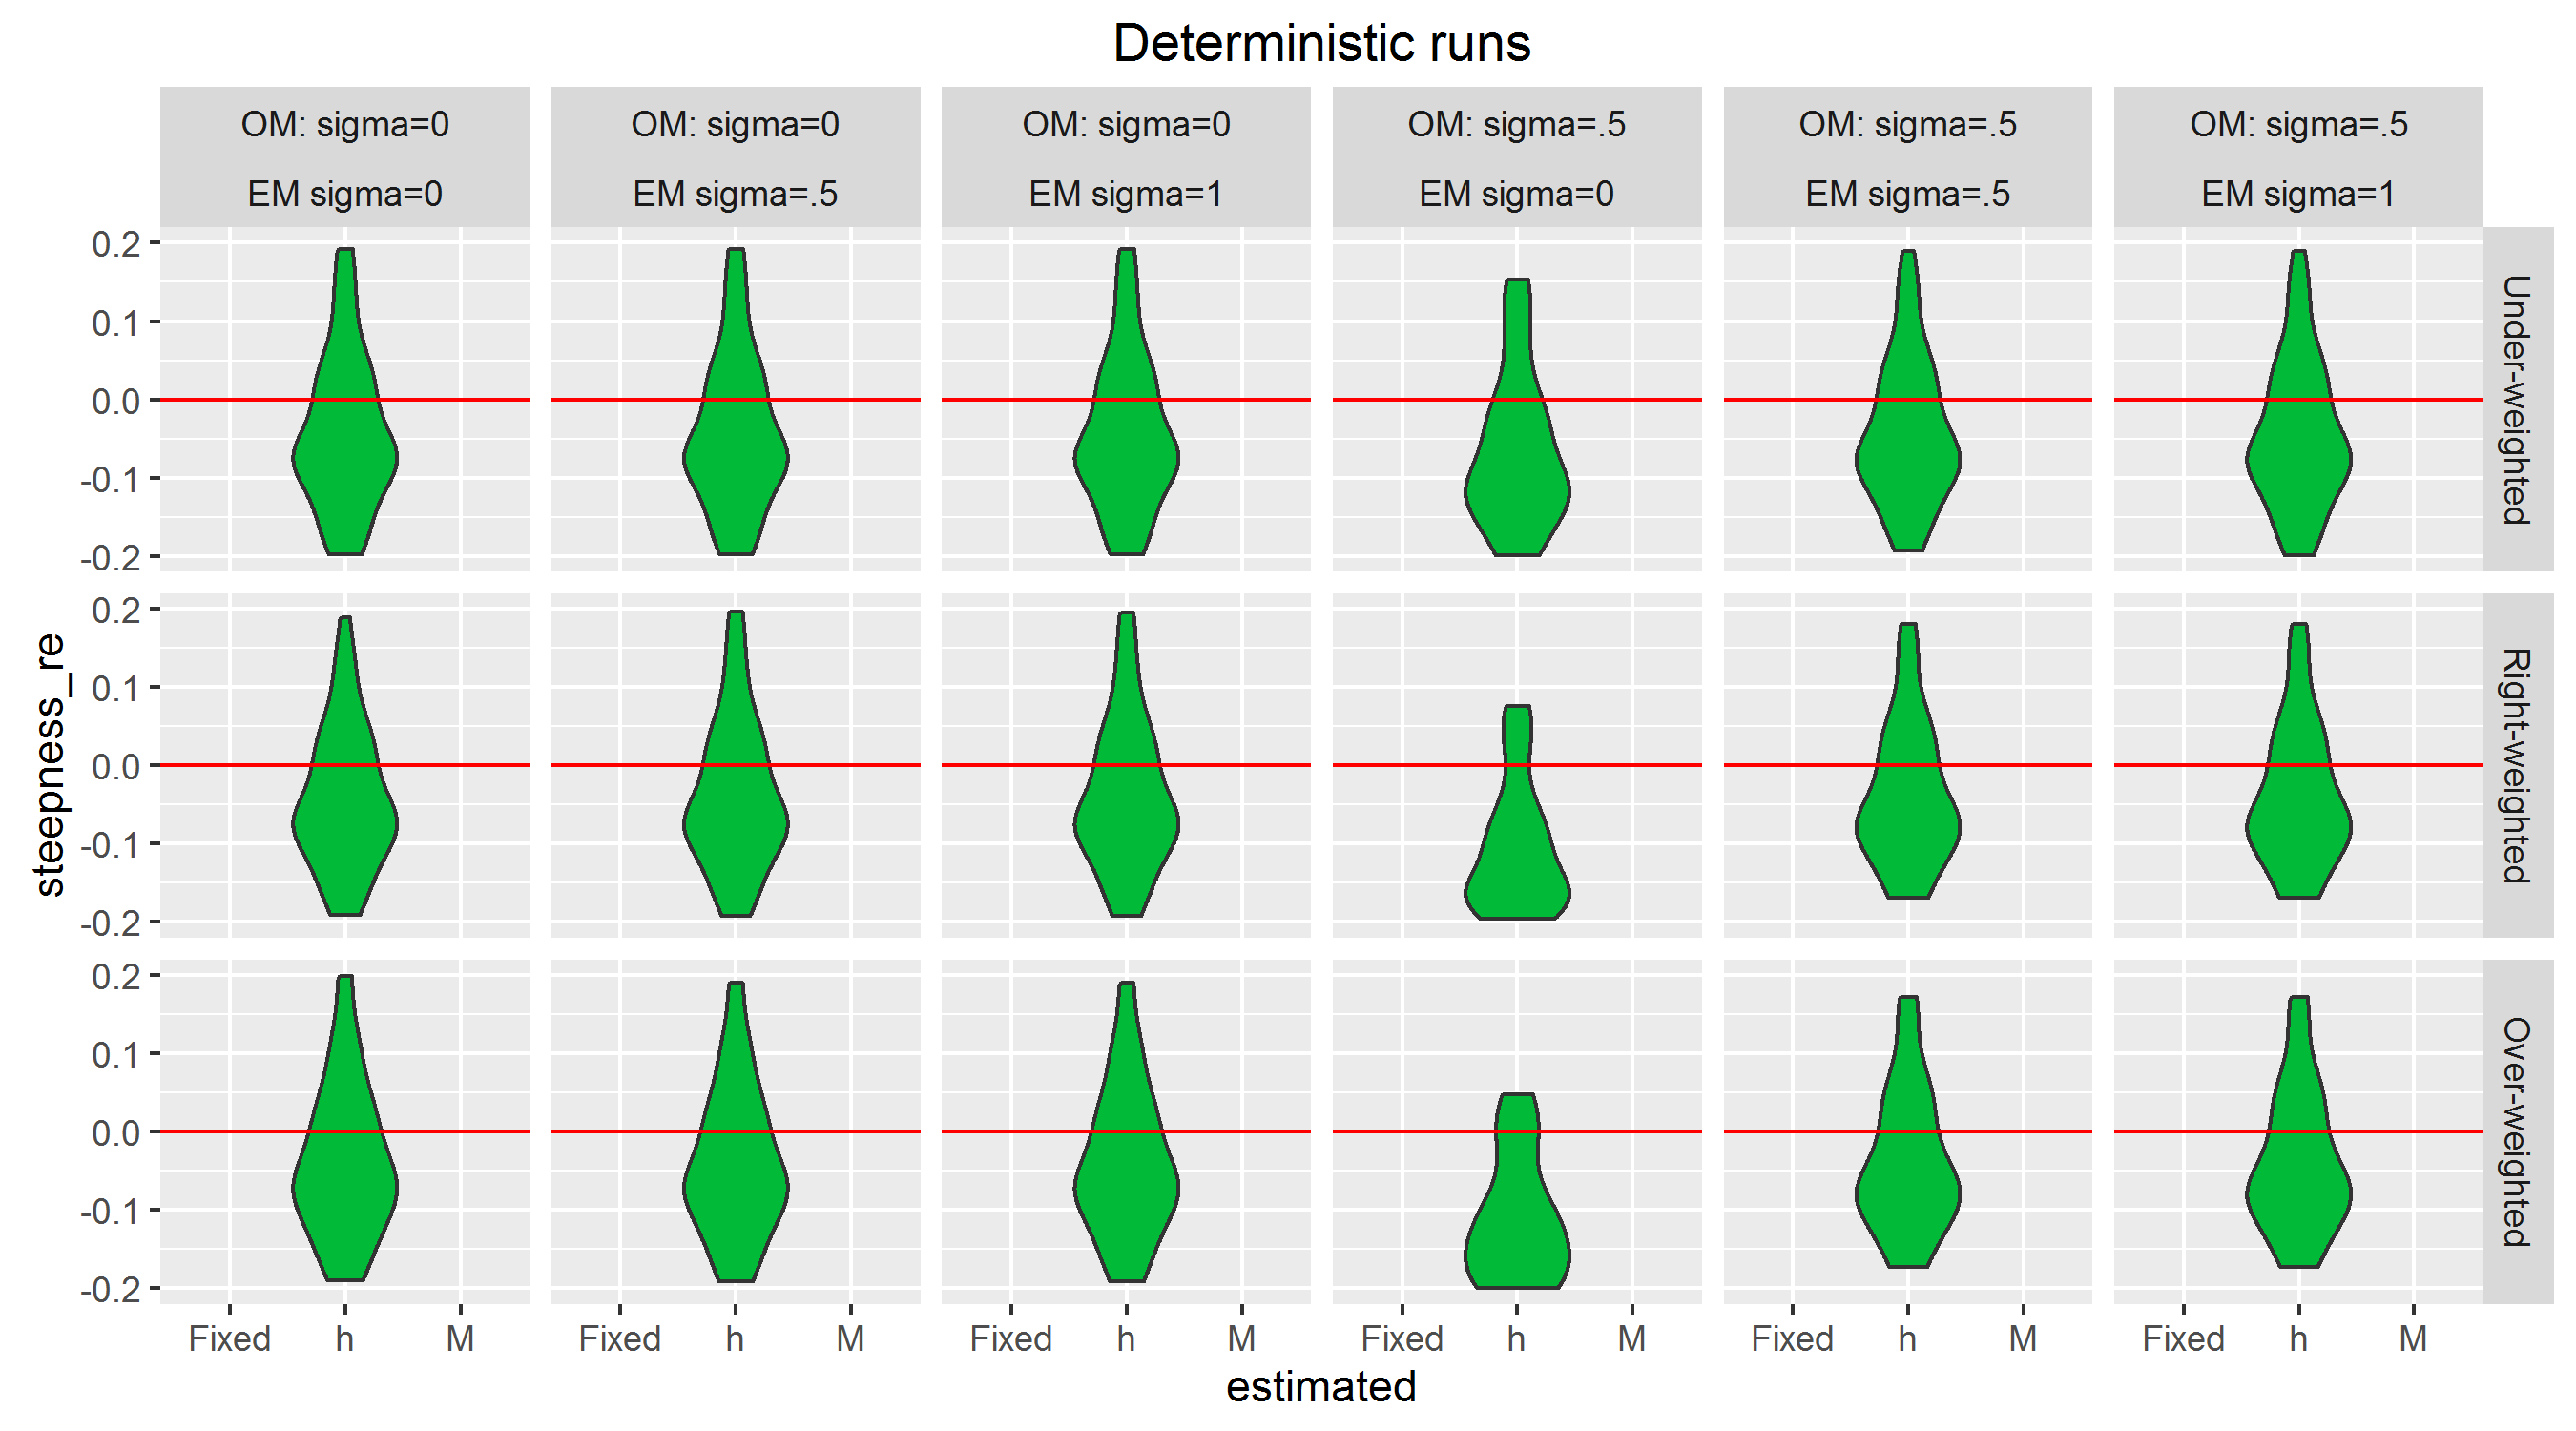 Deterministic runs
OM: sigma=0
EM sigma=0
OM: sigma=0
EM sigma=.5
OM: sigma=0
EM sigma=1
OM: sigma=.5
EM sigma=0
OM: sigma=.5
EM sigma=.5
OM: sigma=.5
EM sigma=1
steepness_re
0.2
0.1
0.0
-0.1
-0.2
Under-weighted
0.2
0.1
0.0
-0.1
-0.2
Right-weighted
0.2
0.1
0.0
-0.1
-0.2
Over-weighted
Fixed h M
Fixed h M
Fixed h M
Fixed h M
Fixed h M
Fixed h M
estimated